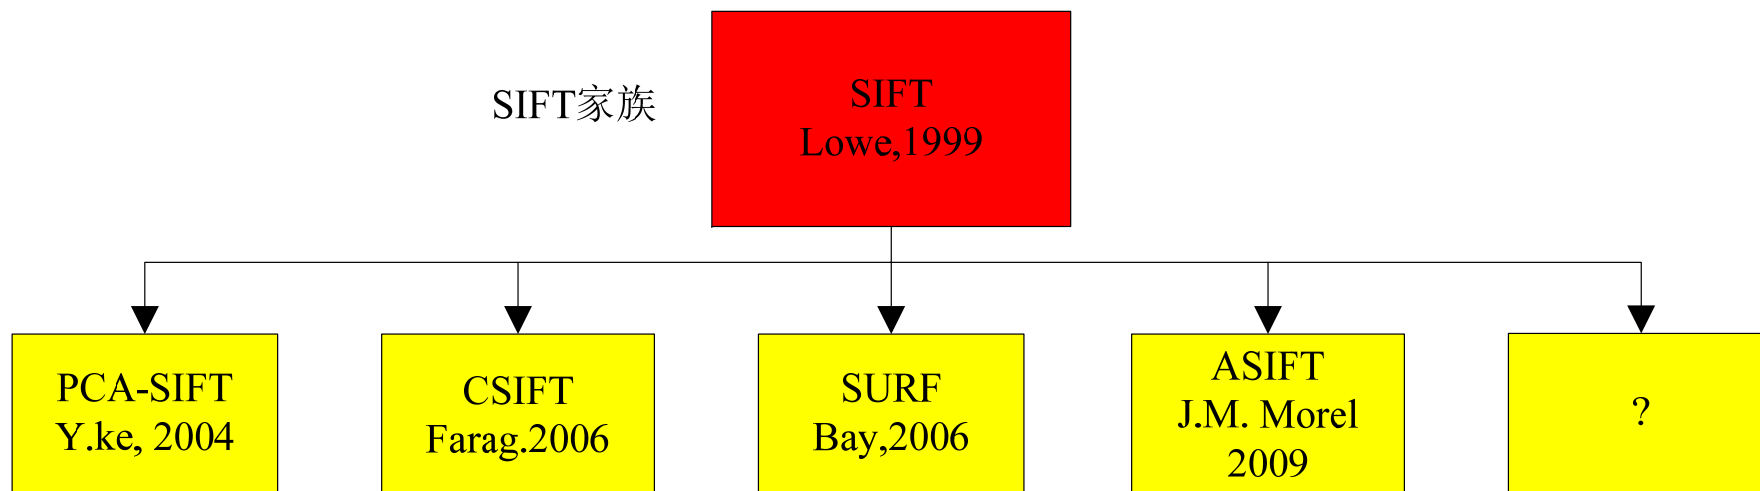 SIFT家族
SIFT
Lowe,1999
PCA-SIFT
Y.ke, 2004
CSIFT
Farag.2006
SURF
Bay,2006
ASIFT
J.M. Morel
2009
?